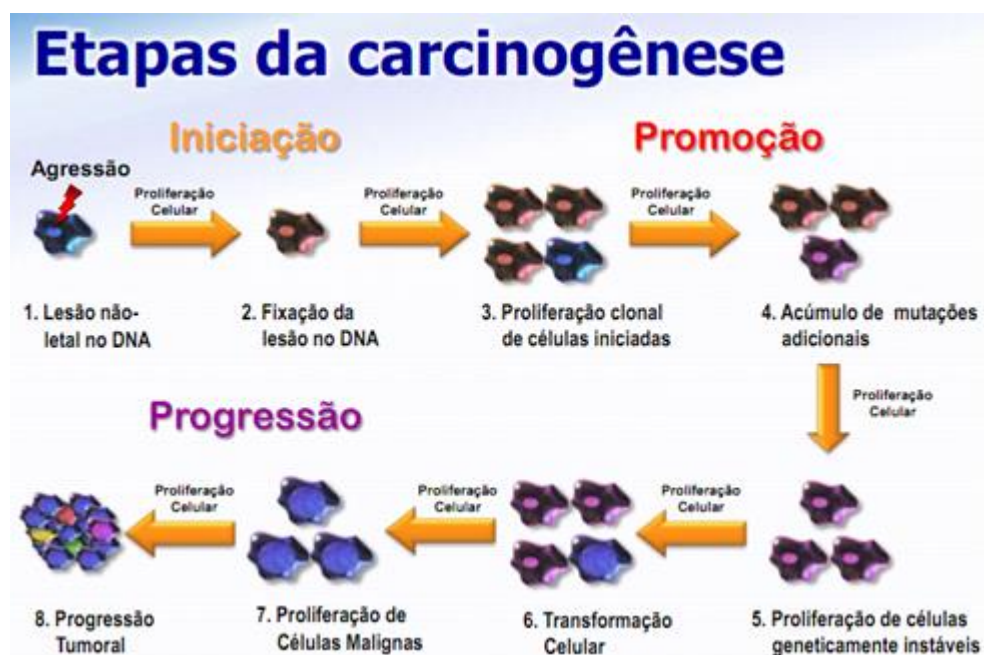 Etapas da carcinogênese
Iniciação
Promoção
Agressão
Proliferação
Celular
Proliferação
Celular
Proliferação
Celular
1. Lesão não-
letal no DNA
2. Fixação da
lesão no DNA
3. Proliferação clonal
de células iniciadas
4. Acúmulo de mutações
adicionais
Proliferação
Celular
Progressão
Proliferação
Celular
Proliferação
Celular
Proliferação
Celular
8. Progressão
Tumoral
7. Proliferação de
Células Malignas
6. Transformação
Celular
5. Proliferação de células
geneticamente instáveis